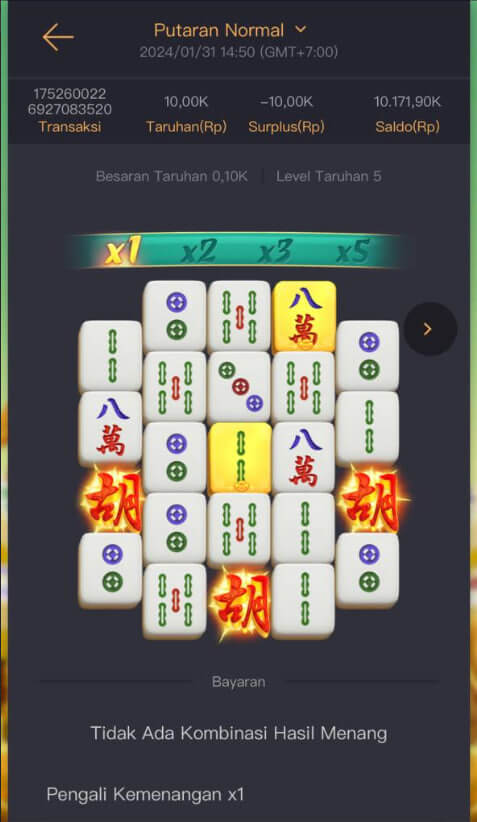 Putaran Normal
2024/01/31 14:50 (GMT+7:00)
175260022
6927083520
Transaksi
10,00K
Taruhan(Rp)
-10,00K
Surplus(Rp)
10.171,90K
Saldo(Rp)
Besaran Taruhan 0,10K
Level Taruhan 5
x1 x2 x3 x5
八萬
八萬
八萬
胡
胡
胡
Bayaran
Tidak Ada Kombinasi Hasil Menang
Pengali Kemenangan x1